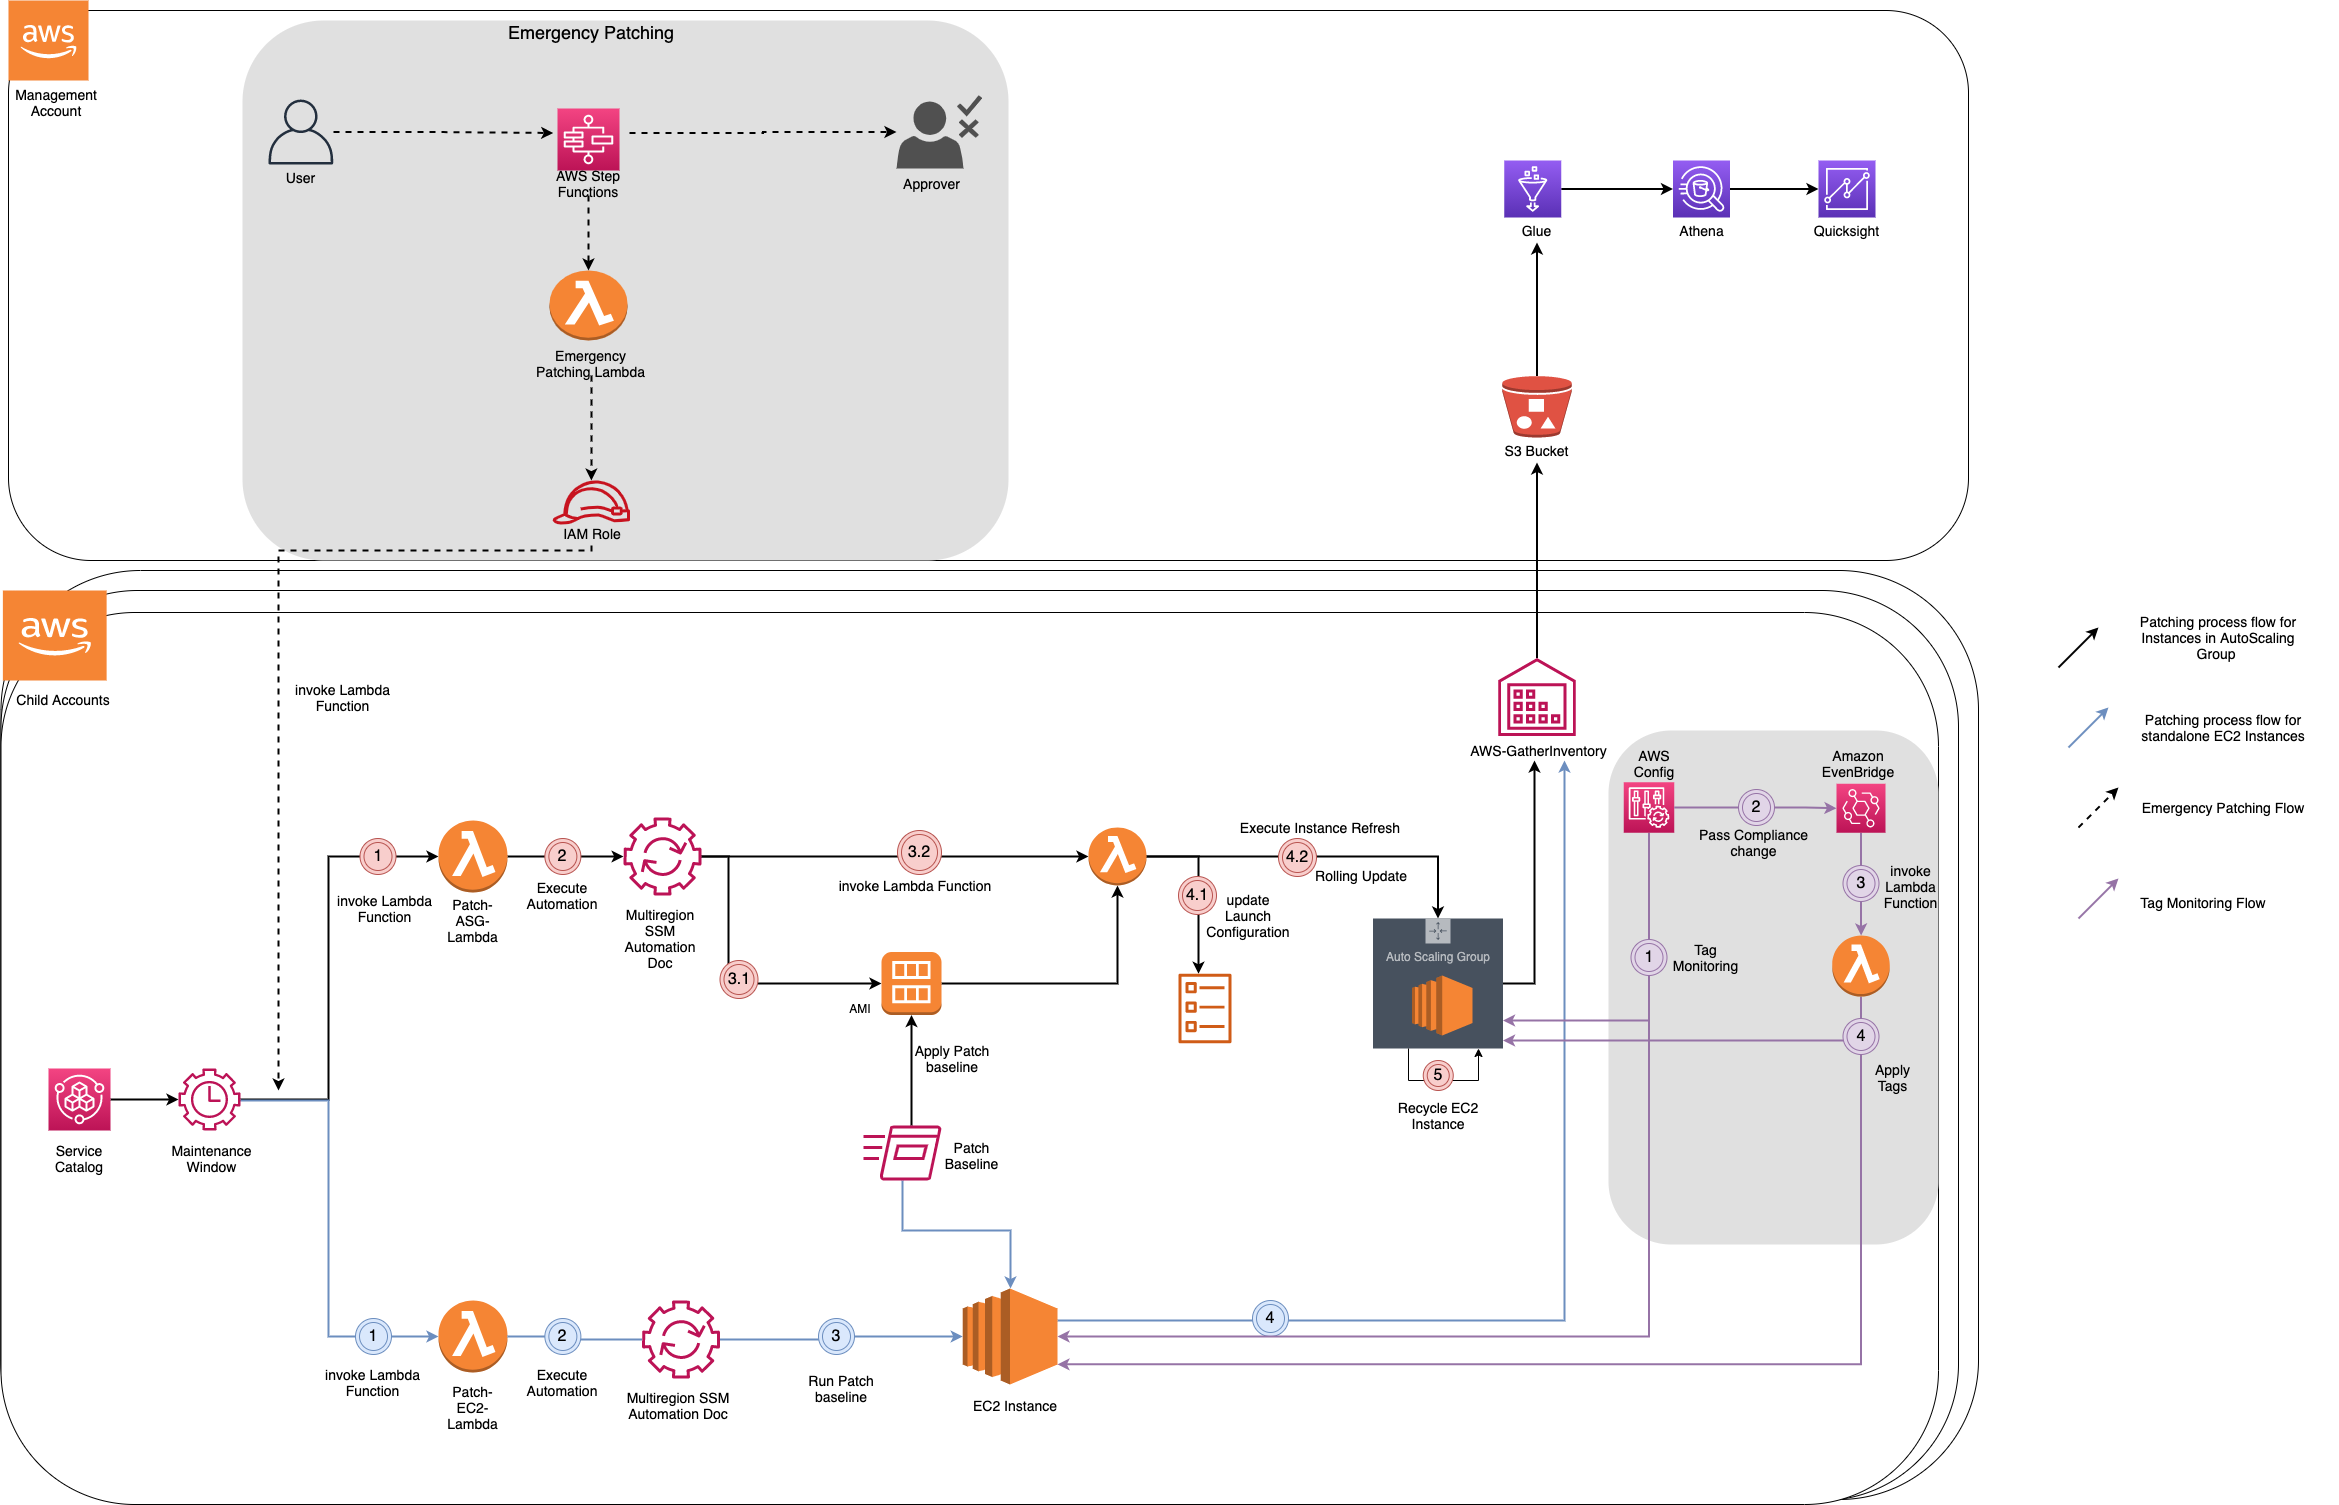 aws
Management
Account
Emergency Patching
User
AWS Step
Functions
Approver
Emergency
Patching Lambda
IAM Role
Glue
Athena
Quicksight
S3 Bucket
aws
Child Accounts
invoke Lambda
Function
AWS-GatherInventory
Patching process flow for
Instances in AutoScaling
Group
Patching process flow for
standalone EC2 Instances
Emergency Patching Flow
Tag Monitoring Flow
AWS
Config
Amazon
EvenBridge
2
Pass Compliance
change
3
invoke
Lambda
Function
1
Tag
Monitoring
4
Apply
Tags
1
invoke Lambda
Function
Patch-
ASG-
Lambda
2
Execute
Automation
Multiregion
SSM
Automation
Doc
3.2
invoke Lambda Function
3.1
AMI
Apply Patch
baseline
Patch
Baseline
Execute Instance Refresh
4.2
Rolling Update
4.1
update
Launch
Configuration
Auto Scaling Group
5
Recycle EC2
Instance
Service
Catalog
Maintenance
Window
1
invoke Lambda
Function
Patch-
EC2-
Lambda
2
Execute
Automation
Multiregion SSM
Automation Doc
3
Run Patch
baseline
EC2 Instance
4